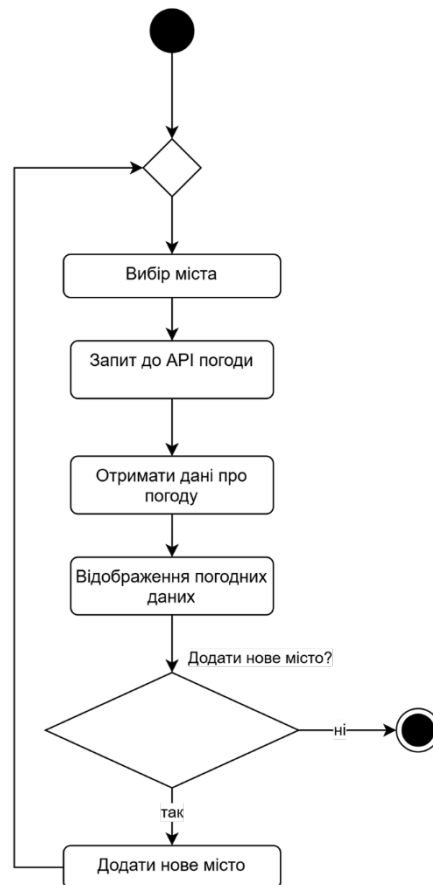 Вибір міста
Запит до API погоди
Отримати дані про
погоду
Відображення погодних
даних
Додати нове місто?
ні
так
Додати нове місто